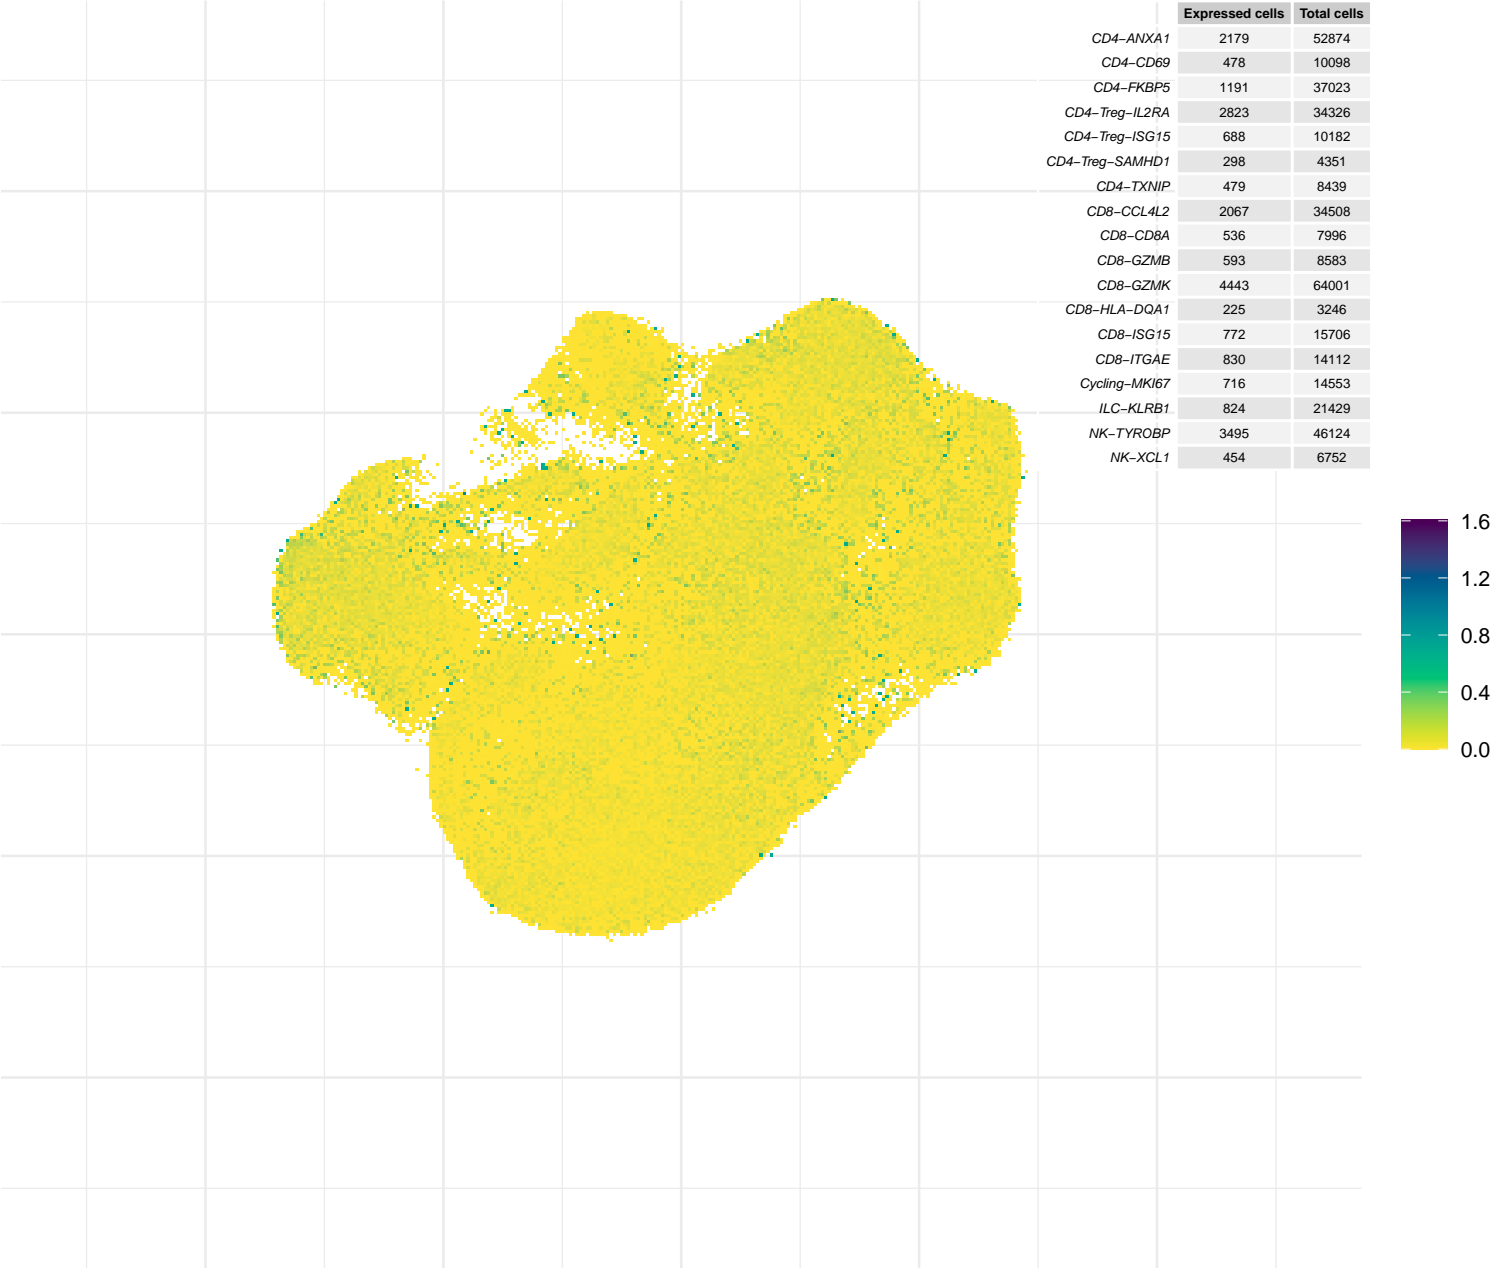 Expressed cells Total cells
CD4−ANXA1 2179 52874
CD4−CD69 478 10098
CD4−FKBP5 1191 37023
CD4−Treg−IL2RA 2823 34326
CD4−Treg−ISG15 688 10182
CD4−Treg−SAMHD1 298 4351
CD4−TXNIP 479 8439
CD8−CCL4L2 2067 34508
CD8−CD8A 536 7996
CD8−GZMB 593 8583
CD8−GZMK 4443 64001
CD8−HLA−DQA1 225 3246
CD8−ISG15 772 15706
CD8−ITGAE 830 14112
Cycling−MKI67 716 14553
ILC−KLRB1 824 21429
NK−TYROBP 3495 46124
NK−XCL1 454 6752
1.6
1.2
0.8
0.4
0.0